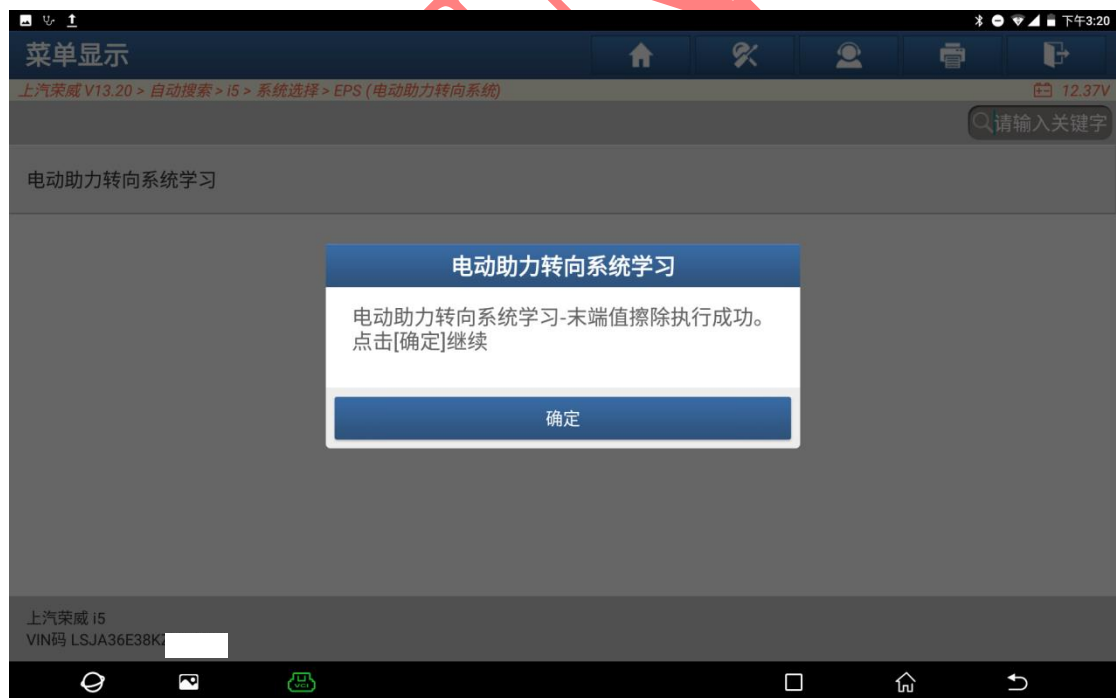 下午3:20
菜单显示
上汽荣威 V13.20 > 自动搜索 > i5 > 系统选择 > EPS (电动助力转向系统)
12.37V
请输入关键字
电动助力转向系统学习
电动助力转向系统学习
电动助力转向系统学习-末端值擦除执行成功。
点击[确定]继续
确定
上汽荣威 i5
VIN码 LSJA36E38K
VCI